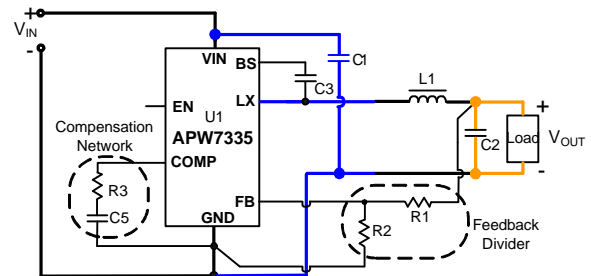 +
VIN
-
VIN
BS
C1
C3
L1
EN
U1
LX
APW7335
+
Compensation
Network
COMP
C2
Load
VOUT
-
R3
C5
FB
R1
R2
GND
Feedback
Divider